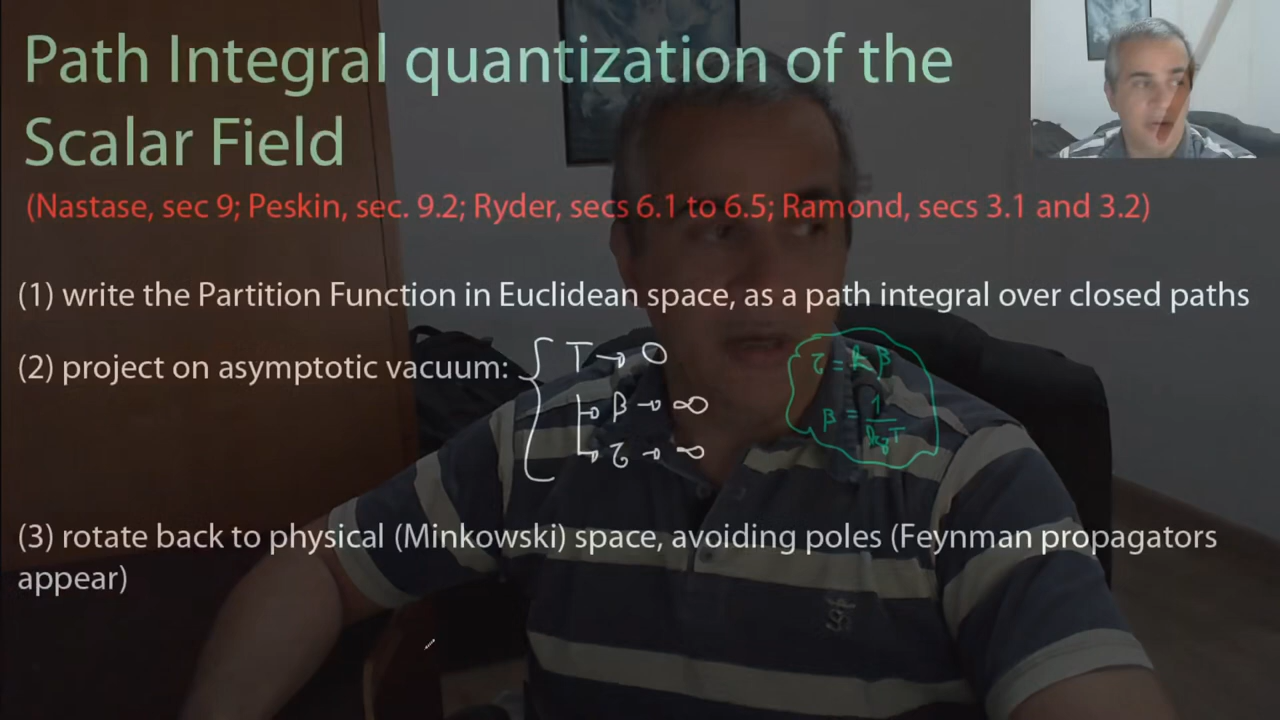 Path Integral quantization of the
Scalar Field
(Nastase, sec 9; Peskin, sec. 9.2; Ryder, secs 6.1 to 6.5; Ramond, secs 3.1 and 3.2)
(1) write the Partition Function in Euclidean space, as a path integral over closed paths
(2) project on asymptotic vacuum: { T → 0
↳ β → ∞
↳ τ → ∞
τ = ℏ β
β = 1/(k_B T)
(3) rotate back to physical (Minkowski) space, avoiding poles (Feynman propagators
appear)